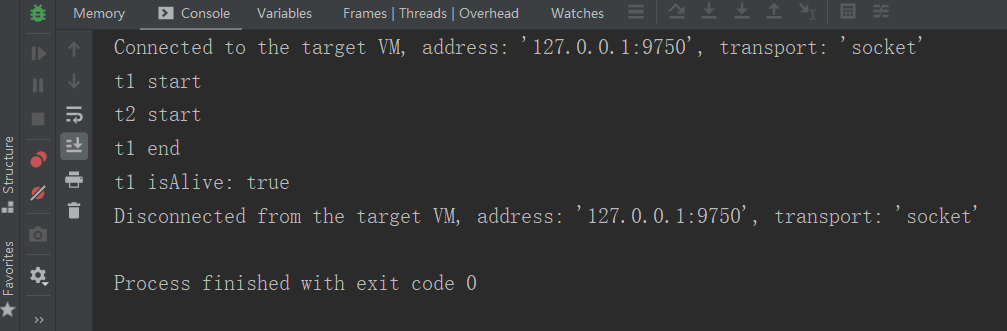 Memory Console Variables Frames | Threads | Overhead Watches
Connected to the target VM, address: '127.0.0.1:9750', transport: 'socket'
t1 start
t2 start
t1 end
t1 isAlive: true
Disconnected from the target VM, address: '127.0.0.1:9750', transport: 'socket'
Process finished with exit code 0
Structure
Favorites